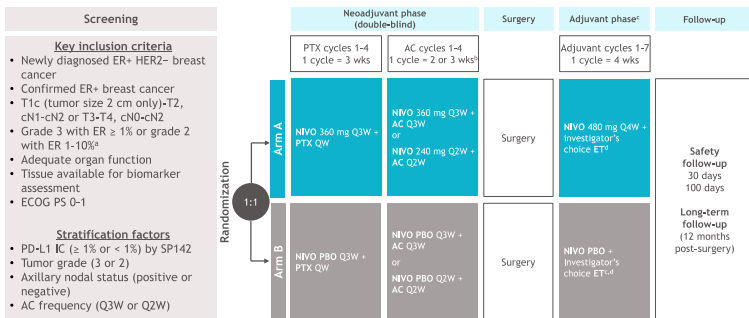 Screening
Key inclusion criteria
• Newly diagnosed ER+ HER2− breast
cancer
• Confirmed ER+ breast cancer
• T1c (tumor size 2 cm only)-T2,
cN1-cN2 or T3-T4, cN0-cN2
• Grade 3 with ER ≥ 1% or grade 2
with ER 1-10%ᵃ
• Adequate organ function
• Tissue available for biomarker
assessment
• ECOG PS 0-1
Stratification factors
• PD-L1 IC (≥ 1% or < 1%) by SP142
• Tumor grade (3 or 2)
• Axillary nodal status (positive or
negative)
• AC frequency (Q3W or Q2W)
Randomization
1:1
Neoadjuvant phase
(double-blind)
Surgery
Adjuvant phaseᶜ
Follow-up
PTX cycles 1-4
1 cycle = 3 wks
AC cycles 1-4
1 cycle = 2 or 3 wksᵇ
Adjuvant cycles 1-7
1 cycle = 4 wks
Arm A
NIVO 360 mg Q3W +
PTX QW
NIVO 360 mg Q3W +
AC Q3W
or
NIVO 240 mg Q2W +
AC Q2W
Surgery
NIVO 480 mg Q4W +
investigator's
choice ETᵈ
Arm B
NIVO PBO Q3W +
PTX QW
NIVO PBO Q3W +
AC Q3W
or
NIVO PBO Q2W +
AC Q2W
Surgery
NIVO PBO +
Investigator's
choice ETᶜ,ᵈ
Safety
follow-up
30 days
100 days
Long-term
follow-up
(12 months
post-surgery)